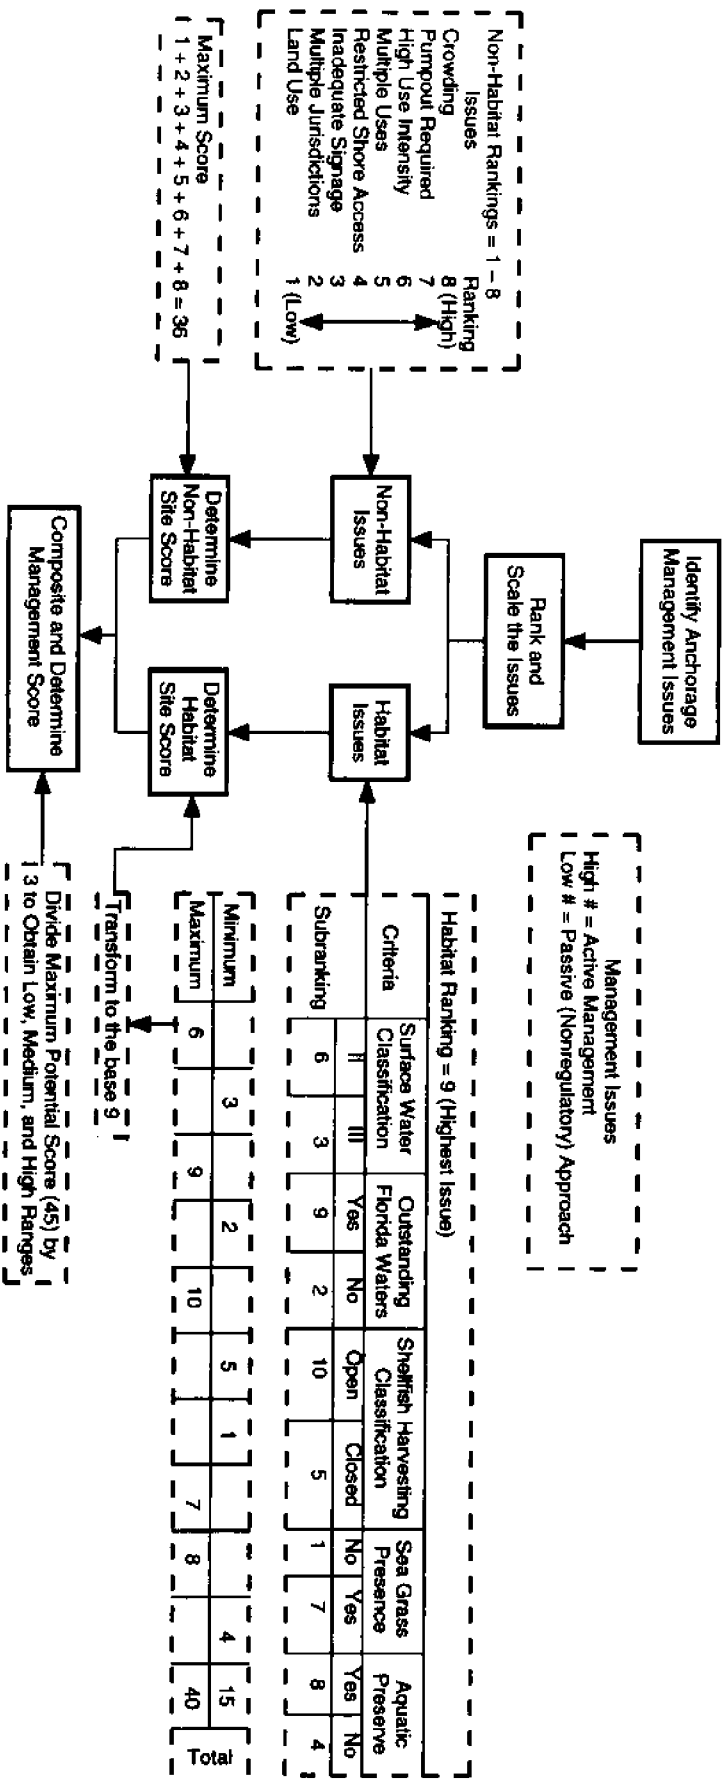 Identify Anchorage
Management Issues
Management Issues
High # = Active Management
Low # = Passive (Nonregulatory) Approach
Rank and
Scale the Issues
Non-Habitat Rankings = 1 – 8
Issues Ranking
Crowding 8 (High)
Pumpout Required 7
High Use Intensity 6
Multiple Uses 5
Restricted Shore Access 4
Inadequate Signage 3
Multiple Jurisdictions 2
Land Use 1 (Low)
Non-Habitat
Issues
Habitat
Issues
Habitat Ranking = 9 (Highest Issue)
Criteria
Surface Water
Classification
Outstanding
Florida Waters
Shellfish Harvesting
Classification
Sea Grass
Presence
Aquatic
Preserve
II III Yes No Open Closed No Yes Yes No
Subranking 6 3 9 2 10 5 1 7 8 4
Minimum 3 2 5 1 4 15
Maximum 6 9 10 7 8 40
Total
Maximum Score
1 + 2 + 3 + 4 + 5 + 6 + 7 + 8 = 36
Determine
Non-Habitat
Site Score
Determine
Habitat
Site Score
Transform to the base 9
Composite and Determine
Management Score
Divide Maximum Potential Score (45) by
3 to Obtain Low, Medium, and High Ranges